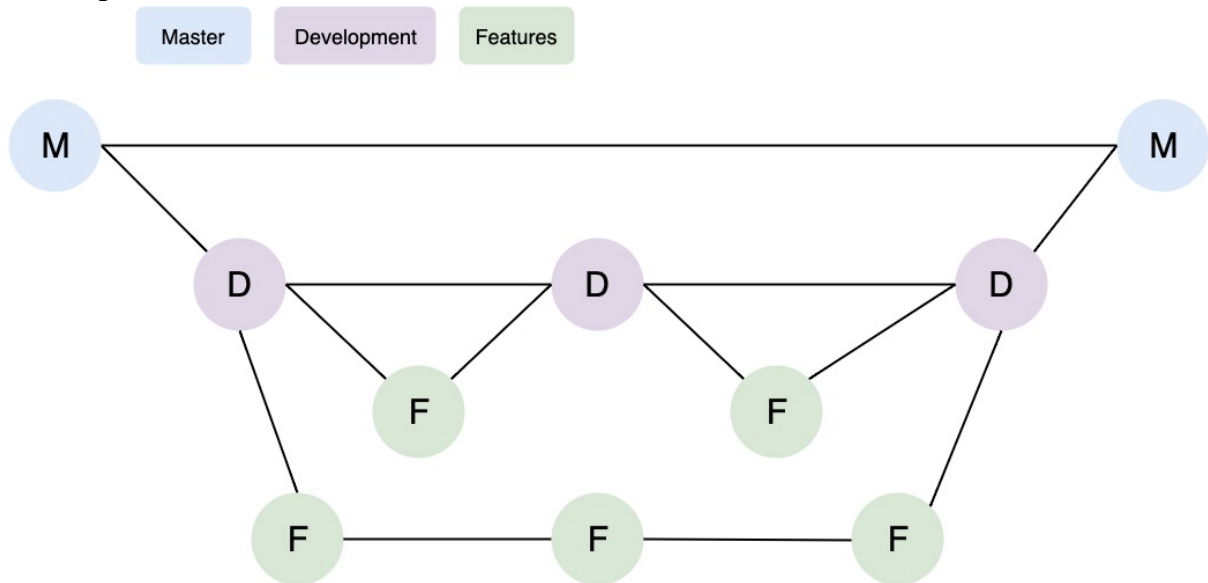 Master Development Features
M M
D D D
F F
F F F